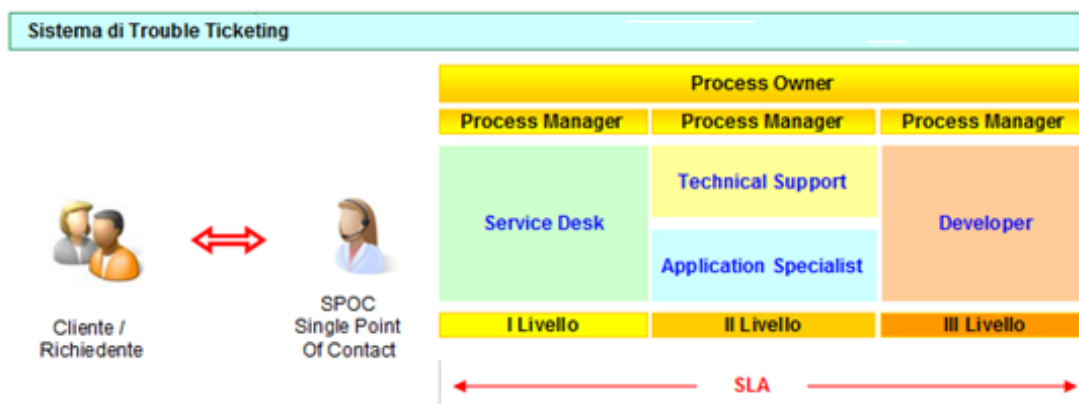 Sistema di Trouble Ticketing
Process Owner
Process Manager Process Manager Process Manager
Technical Support
Service Desk
Developer
Application Specialist
Cliente /
Richiedente
SPOC
Single Point
Of Contact
I Livello II Livello III Livello
SLA